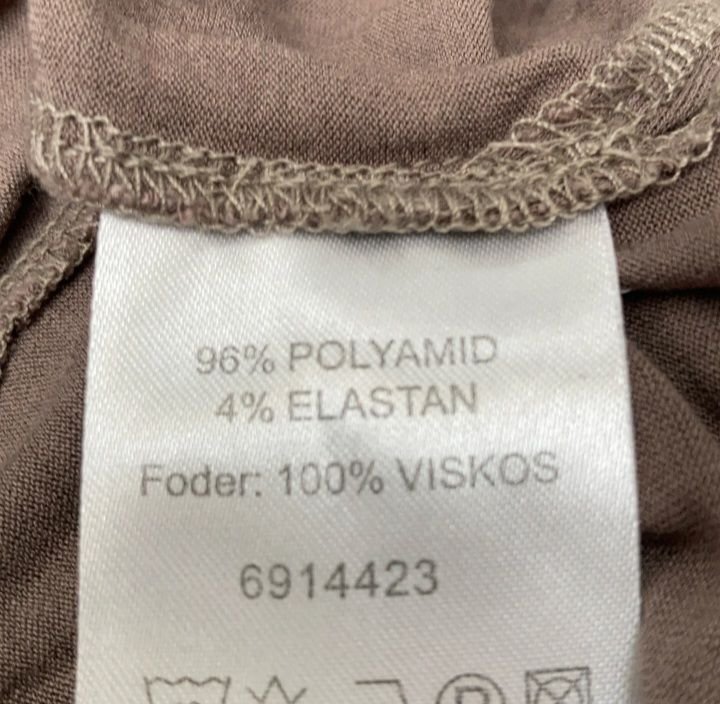 96% POLYAMID
4% ELASTAN
Foder: 100% VISKOS
6914423
P